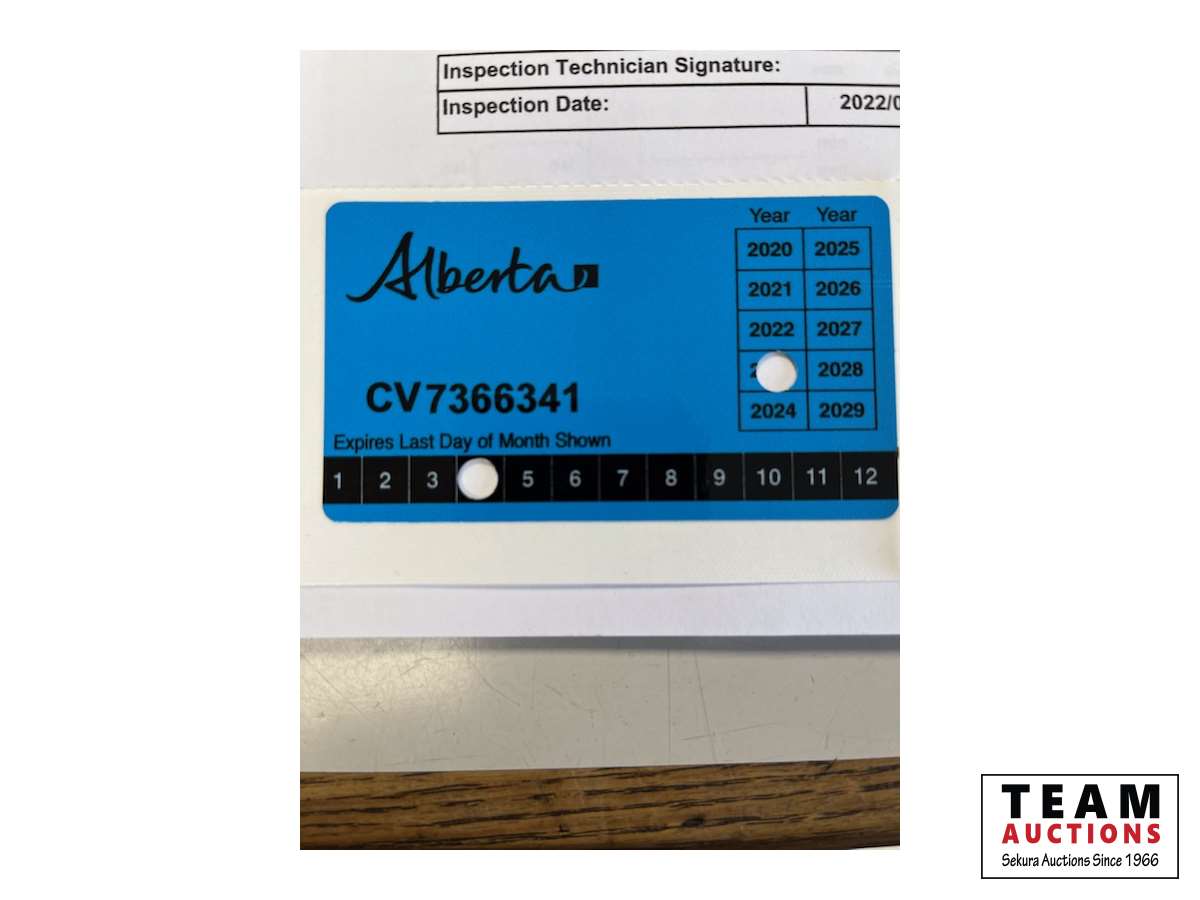 Inspection Technician Signature:
Inspection Date: 2022/0
Year Year
2020 2025
2021 2026
2022 2027
2028
2024 2029
Alberta
CV7366341
Expires Last Day of Month Shown
1 2 3 5 6 7 8 9 10 11 12
TEAM
AUCTIONS
Sekura Auctions Since 1966